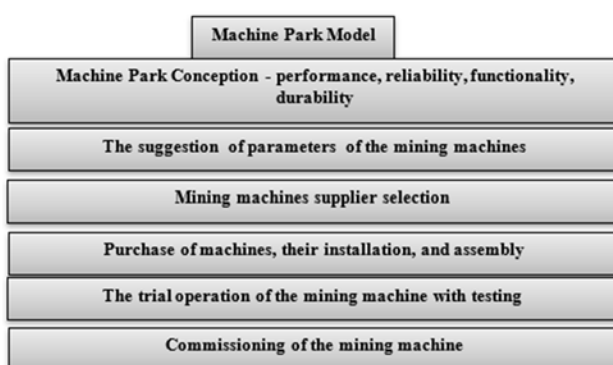 Machine Park Model
Machine Park Conception - performance, reliability, functionality,
durability
The suggestion of parameters of the mining machines
Mining machines supplier selection
Purchase of machines, their installation, and assembly
The trial operation of the mining machine with testing
Commissioning of the mining machine